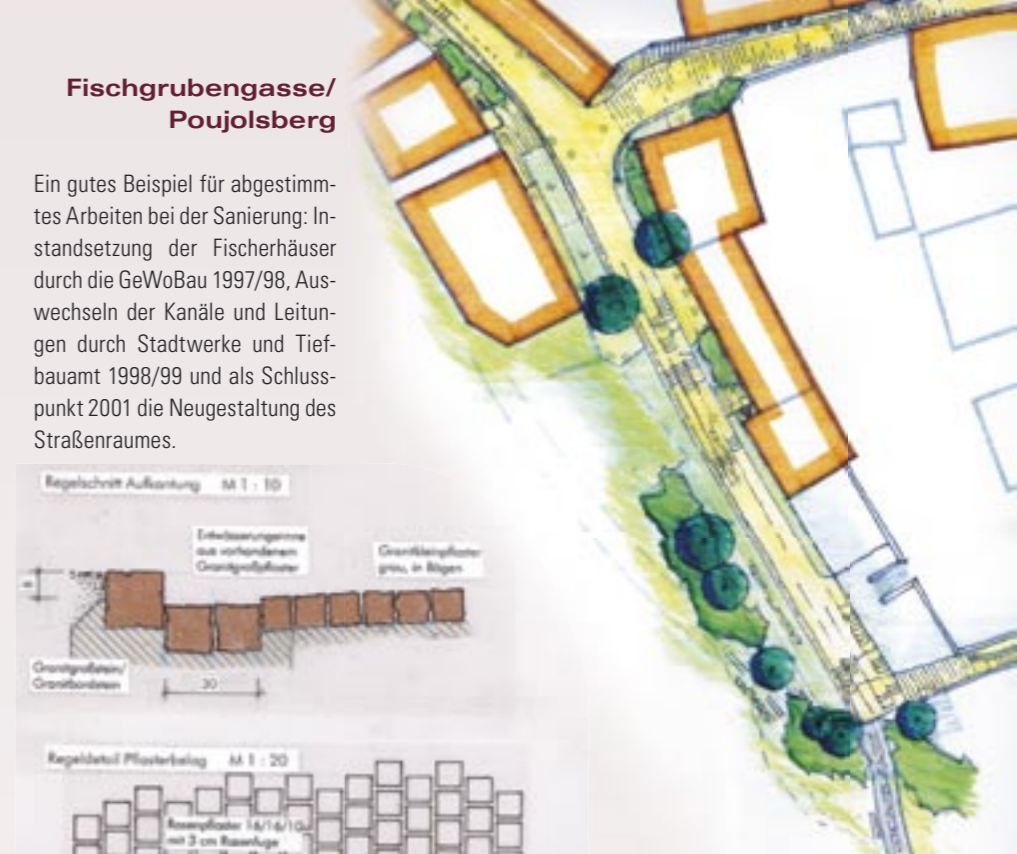 Fischgrubengasse/
Poujolsberg
Ein gutes Beispiel für abgestimm-
tes Arbeiten bei der Sanierung: In-
standsetzung der Fischerhäuser
durch die GeWoBau 1997/98, Aus-
wechseln der Kanäle und Leitun-
gen durch Stadtwerke und Tief-
bauamt 1998/99 und als Schluss-
punkt 2001 die Neugestaltung des
Straßenraumes.
Regelschnitt Aufkantung M 1 : 10
Entwässerungsrinne
aus vorhandenem
Granitgroßpflaster
Granitkleinpflaster
grau, in Bögen
Granitgroßstein/
Granitbordstein
30
Regeldetail Pflasterbelag M 1 : 20
Rasenpflaster 16/16/10
mit 3 cm Rasenfuge